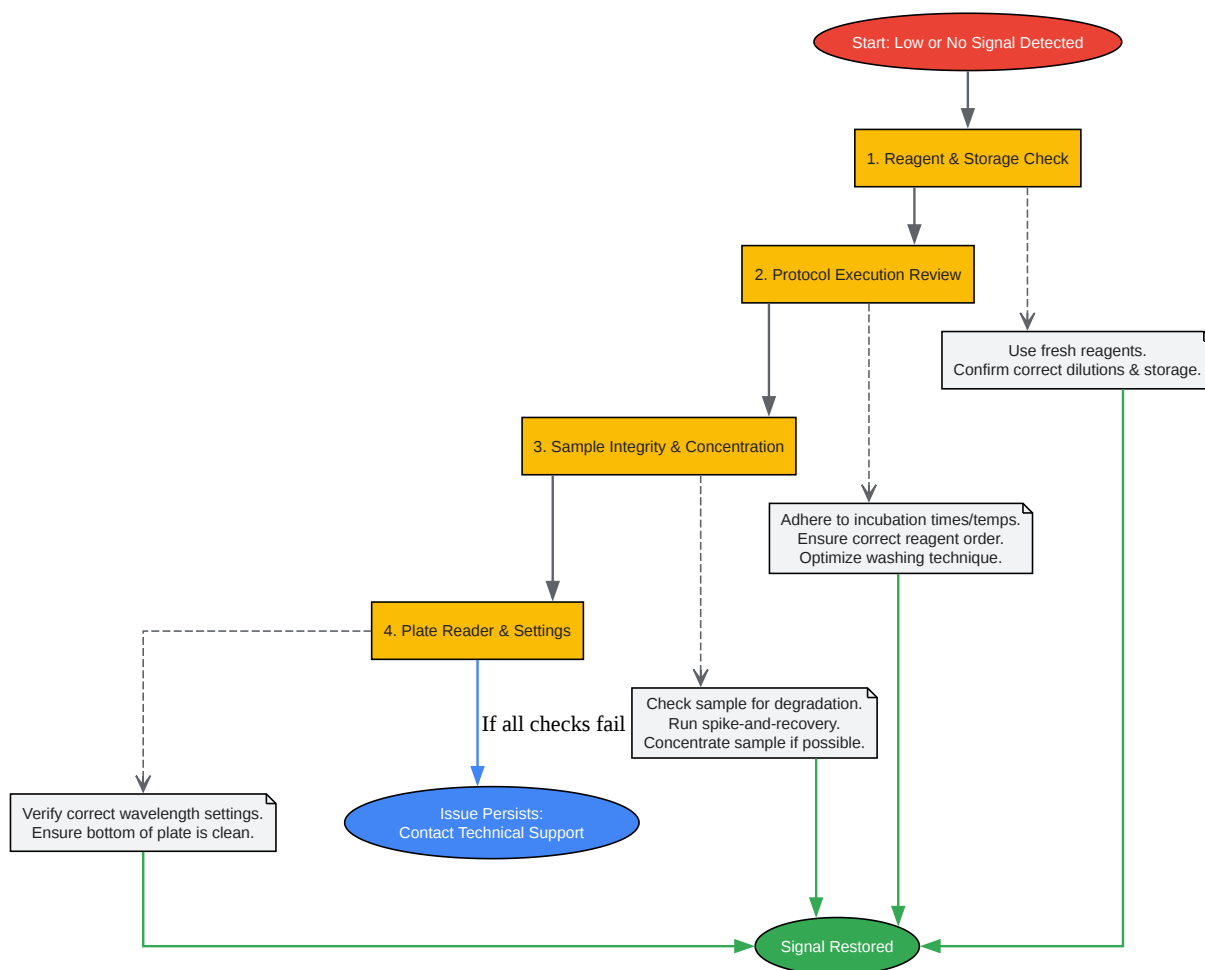 Start: Low or No Signal Detected
1. Reagent & Storage Check
2. Protocol Execution Review
Use fresh reagents.
Confirm correct dilutions & storage.
3. Sample Integrity & Concentration
Adhere to incubation times/temps.
Ensure correct reagent order.
Optimize washing technique.
4. Plate Reader & Settings
If all checks fail
Check sample for degradation.
Run spike-and-recovery.
Concentrate sample if possible.
Verify correct wavelength settings.
Ensure bottom of plate is clean.
Issue Persists:
Contact Technical Support
Signal Restored